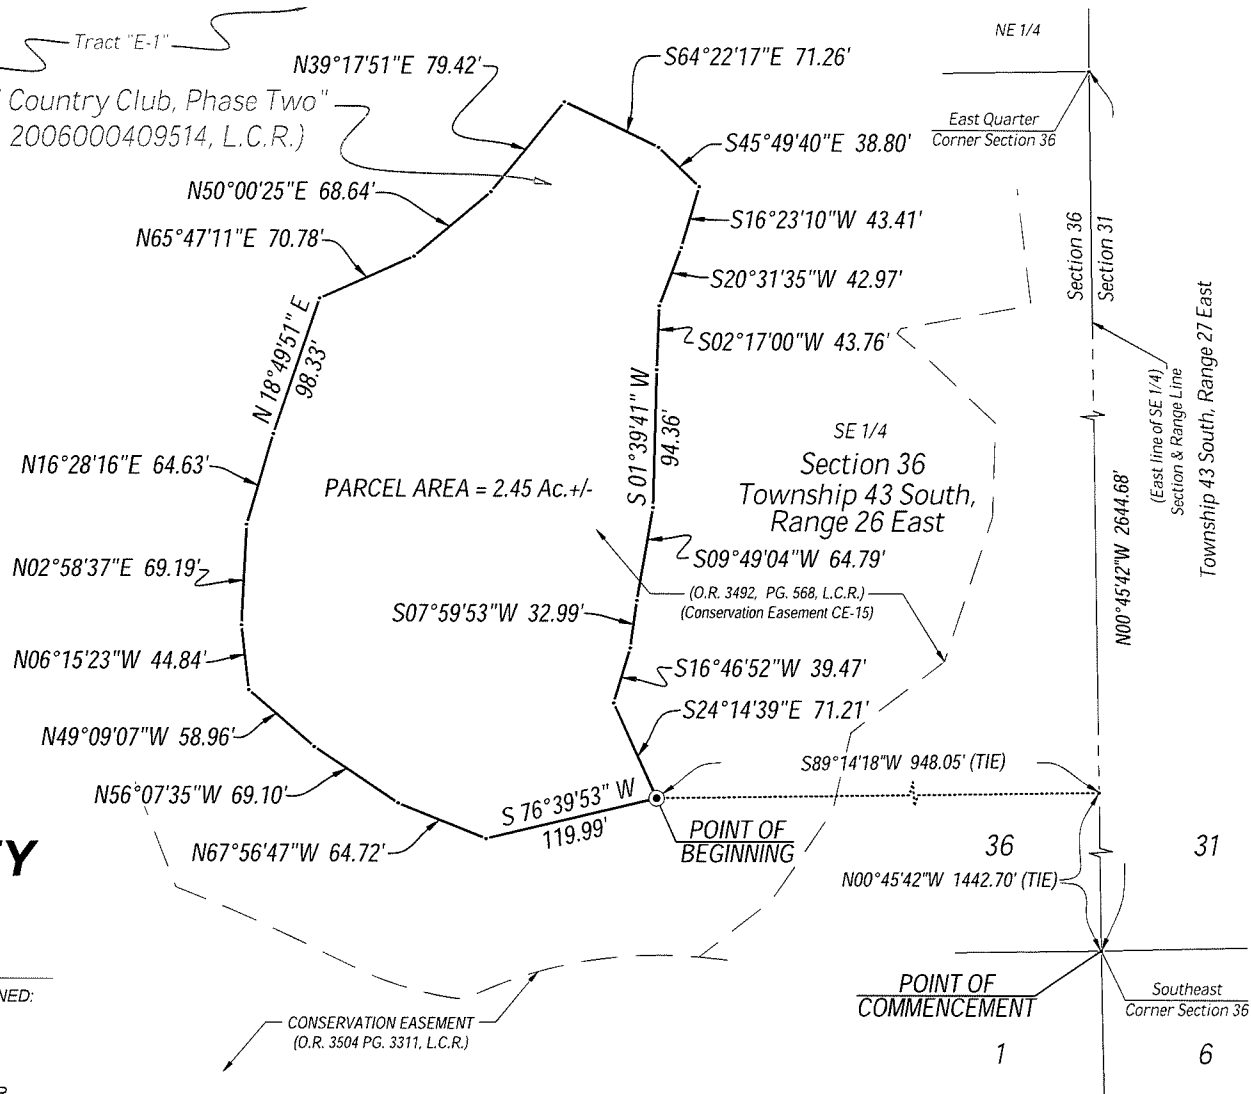 Tract "E-1"
Country Club, Phase Two"
2006000409514, L.C.R.)
N39°17'51"E 79.42'
S64°22'17"E 71.26'
NE 1/4
East Quarter
Corner Section 36
S45°49'40"E 38.80'
N50°00'25"E 68.64'
N65°47'11"E 70.78'
S16°23'10"W 43.41'
S20°31'35"W 42.97'
S02°17'00"W 43.76'
Section 36
Section 31
(East line of SE 1/4)
Section & Range Line
Township 43 South, Range 27 East
N 18°49'51" E
98.33'
S 01°39'41" W
94.36'
SE 1/4
Section 36
Township 43 South,
Range 26 East
N16°28'16"E 64.63'
PARCEL AREA = 2.45 Ac.+/-
N00°45'42"W 2644.68'
N02°58'37"E 69.19'
S09°49'04"W 64.79'
(O.R. 3492, PG. 568, L.C.R.)
(Conservation Easement CE-15)
S07°59'53"W 32.99'
N06°15'23"W 44.84'
S16°46'52"W 39.47'
S24°14'39"E 71.21'
N49°09'07"W 58.96'
S89°14'18"W 948.05' (TIE)
N56°07'35"W 69.10'
S 76°39'53" W
119.99'
POINT OF
BEGINNING
N67°56'47"W 64.72'
Y
36
31
N00°45'42"W 1442.70' (TIE)
NED:
POINT OF
COMMENCEMENT
Southeast
Corner Section 36
CONSERVATION EASEMENT
(O.R. 3504 PG. 3311, L.C.R.)
1
6